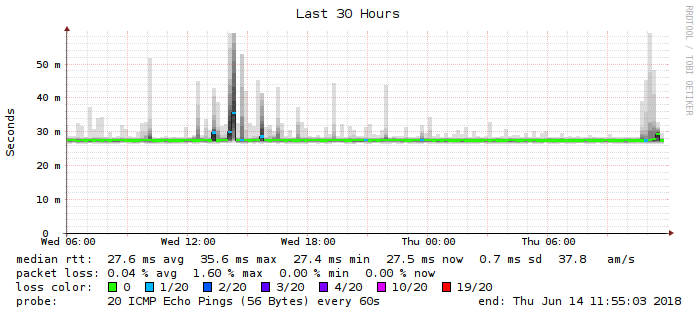 Last 30 Hours
RRDTOOL / TOBI OETIKER
Seconds
50 m
40 m
30 m
20 m
10 m
0
Wed 06:00 Wed 12:00 Wed 18:00 Thu 00:00 Thu 06:00
median rtt: 27.6 ms avg 35.6 ms max 27.4 ms min 27.5 ms now 0.7 ms sd 37.8 am/s
packet loss: 0.04 % avg 1.60 % max 0.00 % min 0.00 % now
loss color: 0 1/20 2/20 3/20 4/20 10/20 19/20
probe: 20 ICMP Echo Pings (56 Bytes) every 60s end: Thu Jun 14 11:55:03 2018